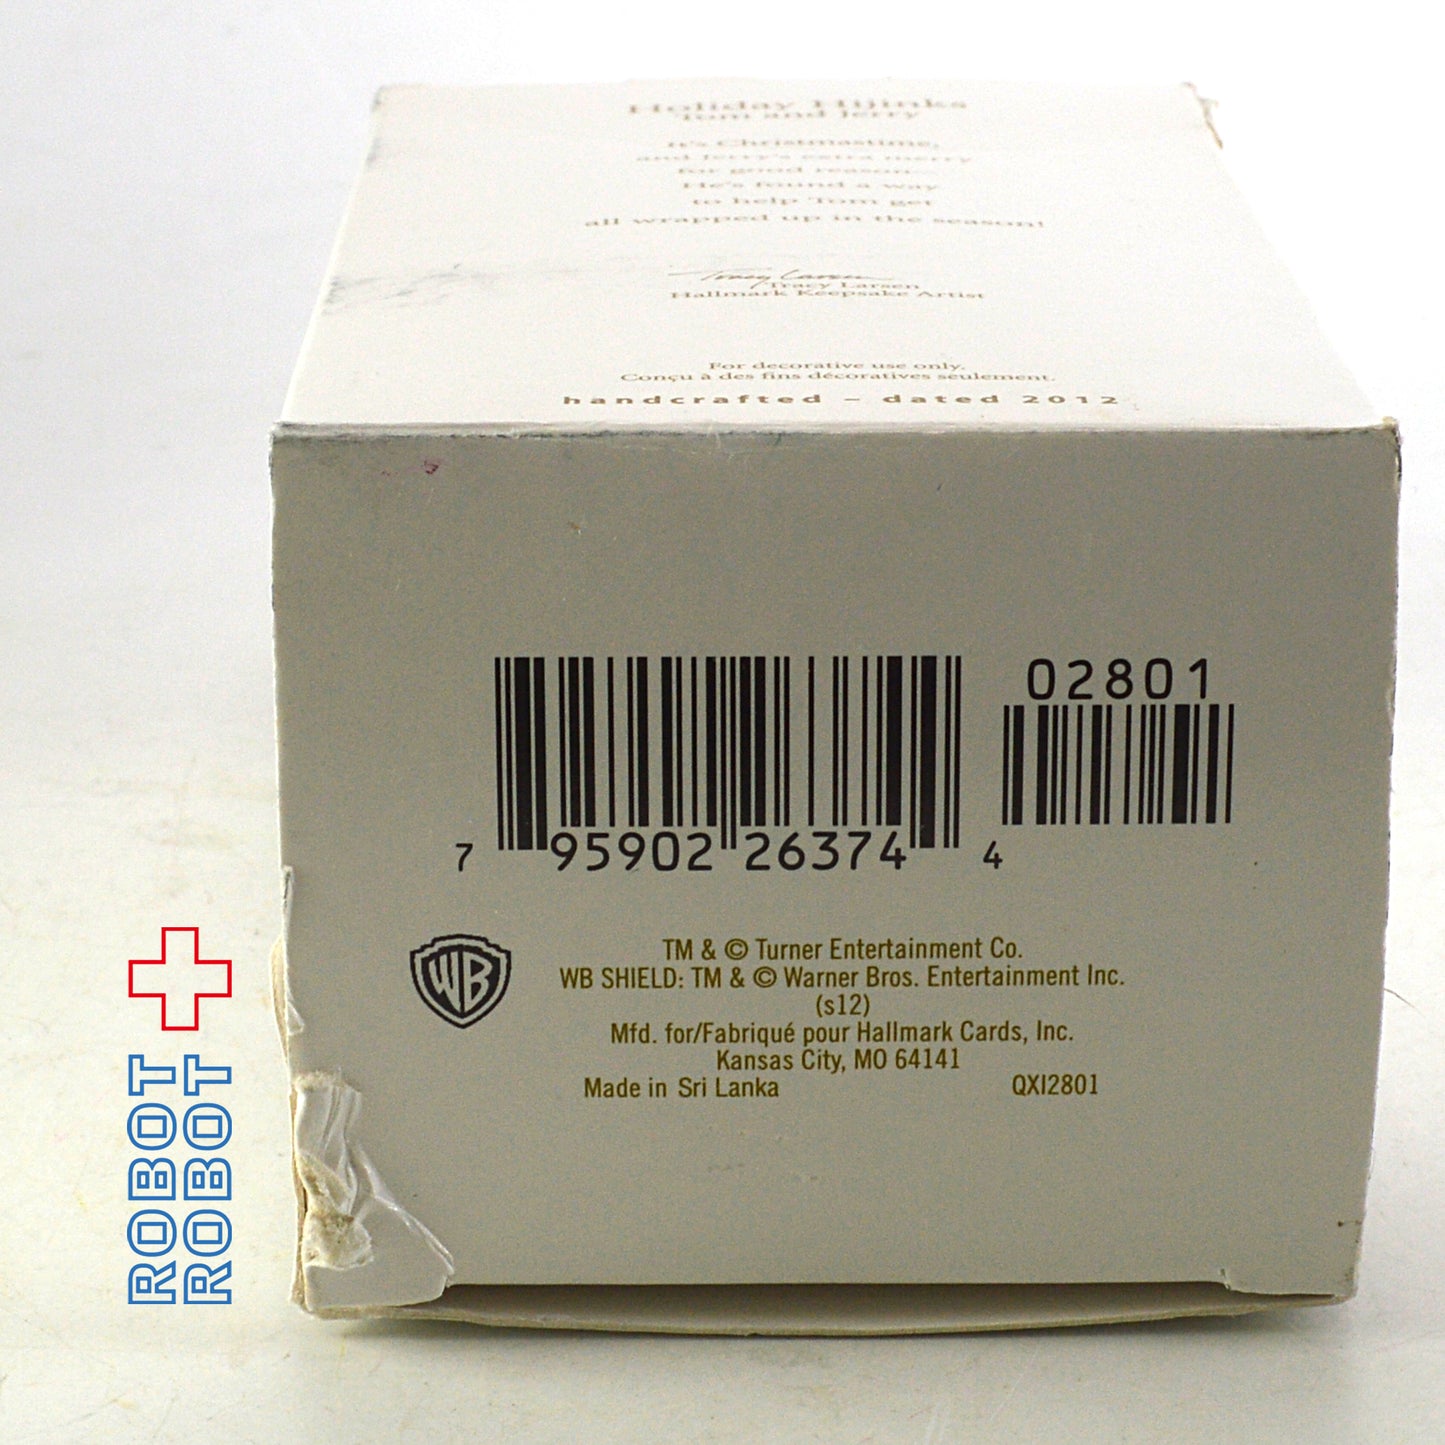 Holiday Hijinks
Tom and Jerry
It's Christmastime,
and Jerry's extra merry
for good reason—
He's found a way
to help Tom get
all wrapped up in the season!
Tracy Larsen
Tracy Larsen
Hallmark Keepsake Artist
For decorative use only.
Conçu à des fins décoratives seulement.
handcrafted – dated 2012
02801
7 95902 26374 4
WB
TM & © Turner Entertainment Co.
WB SHIELD: TM & © Warner Bros. Entertainment Inc.
(s12)
Mfd. for/Fabriqué pour Hallmark Cards, Inc.
Kansas City, MO 64141
Made in Sri Lanka QXI2801
ROBOT
ROBOT